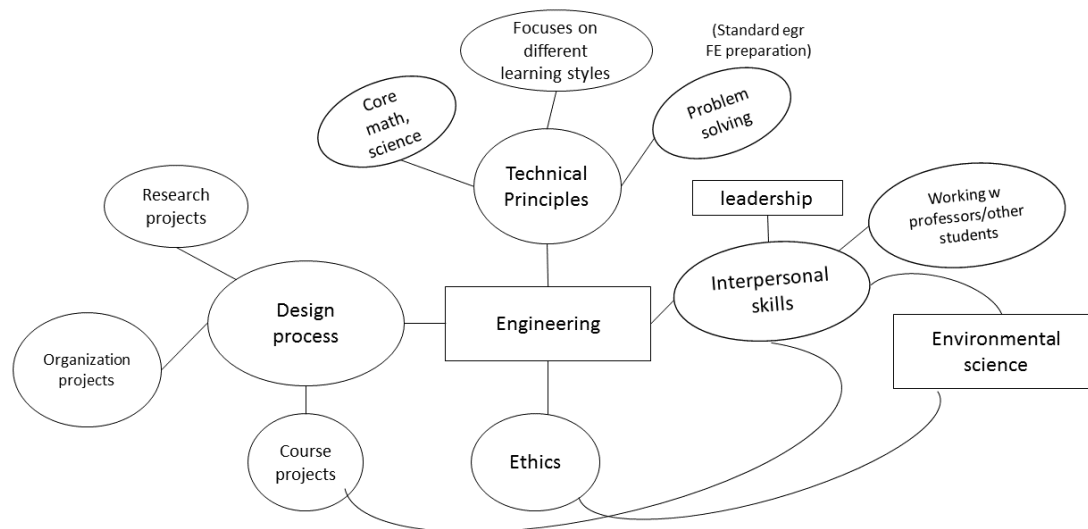 Focuses on
different
learning styles
(Standard egr
FE preparation)
Core
math,
science
Problem
solving
Technical
Principles
leadership
Working w
professors/other
students
Research
projects
Interpersonal
skills
Design
process
Engineering
Environmental
science
Organization
projects
Course
projects
Ethics